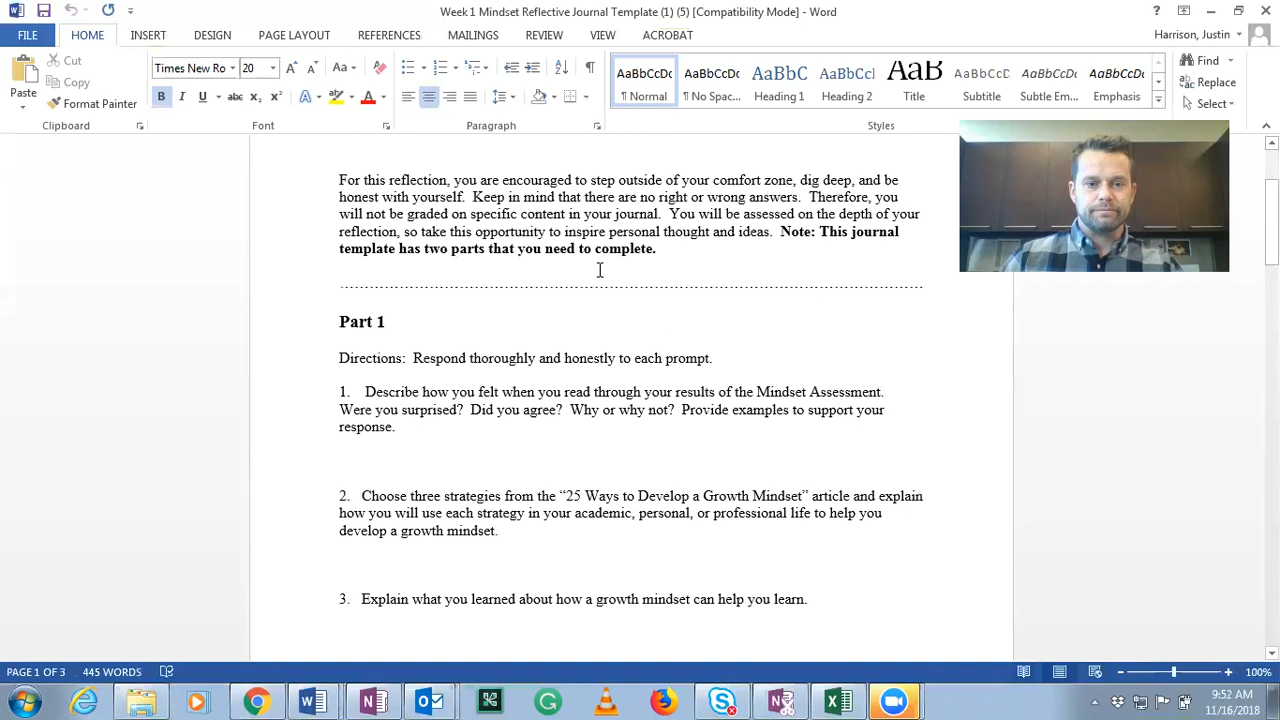 Week 1 Mindset Reflective Journal Template (1) (5) [Compatibility Mode] - Word
FILE HOME INSERT DESIGN PAGE LAYOUT REFERENCES MAILINGS REVIEW VIEW ACROBAT Harrison, Justin
Paste
Cut
Copy
Format Painter
Clipboard
Times New Ro 20
Font
Paragraph
AaBbCcDc AaBbCcDc AaBbC AaBbCcI AaB AaBbCcD AaBbCcDc AaBbCcDc
¶ Normal ¶ No Spac... Heading 1 Heading 2 Title Subtitle Subtle Em... Emphasis
Styles
Find
Replace
Select
For this reflection, you are encouraged to step outside of your comfort zone, dig deep, and be
honest with yourself.  Keep in mind that there are no right or wrong answers.  Therefore, you
will not be graded on specific content in your journal.  You will be assessed on the depth of your
reflection, so take this opportunity to inspire personal thought and ideas.  Note: This journal
template has two parts that you need to complete.
Part 1
Directions:  Respond thoroughly and honestly to each prompt.
1.    Describe how you felt when you read through your results of the Mindset Assessment.
Were you surprised?  Did you agree?  Why or why not?  Provide examples to support your
response.
2.   Choose three strategies from the “25 Ways to Develop a Growth Mindset” article and explain
how you will use each strategy in your academic, personal, or professional life to help you
develop a growth mindset.
3.   Explain what you learned about how a growth mindset can help you learn.
PAGE 1 OF 3 445 WORDS 100%
9:52 AM
11/16/2018